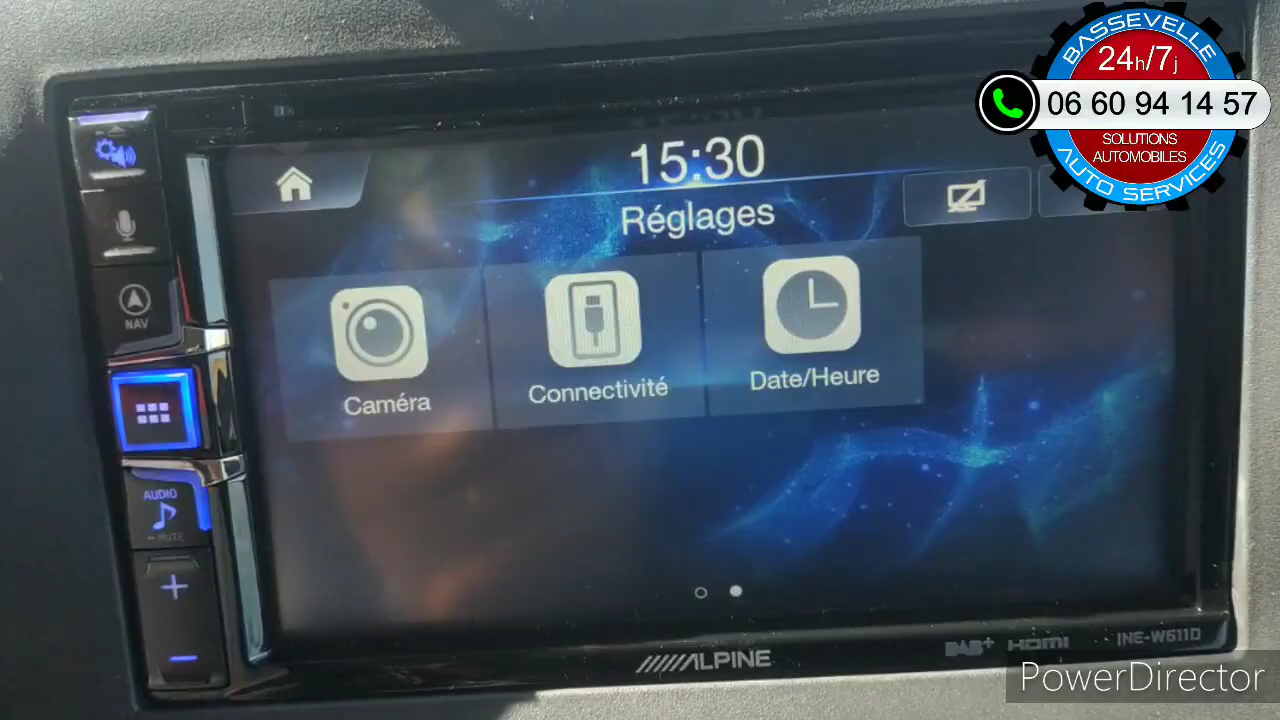 BASSEVELLE
24h/7j
06 60 94 14 57
SOLUTIONS
AUTOMOBILES
AUTO SERVICES
15:30
Réglages
NAV
Caméra
Connectivité
Date/Heure
AUDIO
MUTE
+
−
ALPINE
DAB+ HDMI INE-W611D
PowerDirector